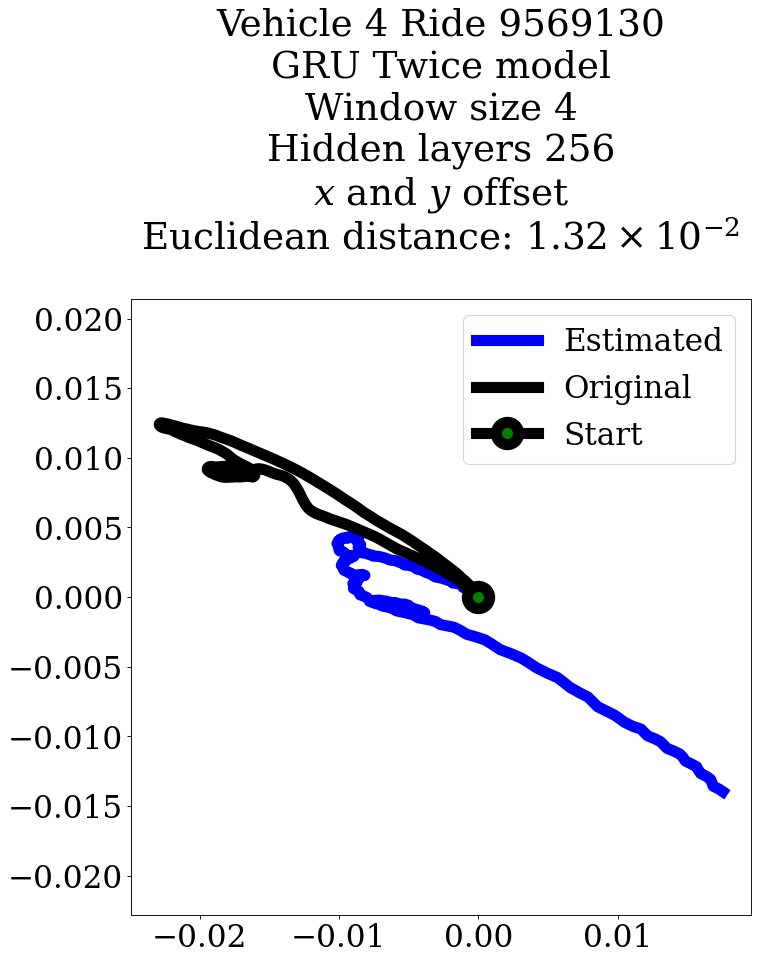 Vehicle 4 Ride 9569130
GRU Twice model
Window size 4
Hidden layers 256
x and y offset
Euclidean distance: 1.32 × 10⁻²
Estimated
Original
Start
0.020
0.015
0.010
0.005
0.000
−0.005
−0.010
−0.015
−0.020
−0.02 −0.01 0.00 0.01